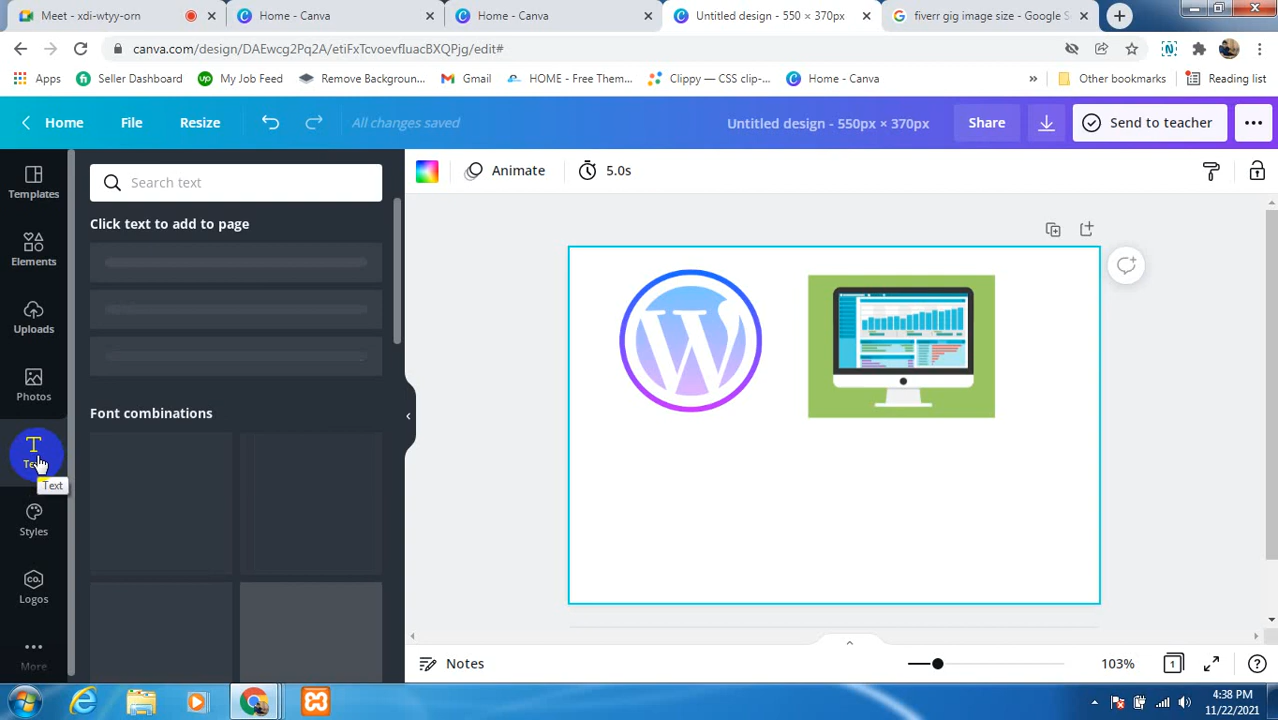 Meet - xdi-wtyy-orn
Home - Canva
Home - Canva
Untitled design - 550 × 370px
fiverr gig image size - Google S
canva.com/design/DAEwcg2Pq2A/etiFxTcvoevfIuacBXQPjg/edit#
Apps
Seller Dashboard
My Job Feed
Remove Backgroun...
Gmail
HOME - Free Them...
Clippy — CSS clip-...
Home - Canva
»
Other bookmarks
Reading list
Home
File
Resize
All changes saved
Untitled design - 550px × 370px
Share
Send to teacher
Templates
Elements
Uploads
Photos
Text
Text
Styles
CO.
Logos
More
Search text
Click text to add to page
Font combinations
Animate
5.0s
W
Notes
103%
1
4:38 PM
11/22/2021